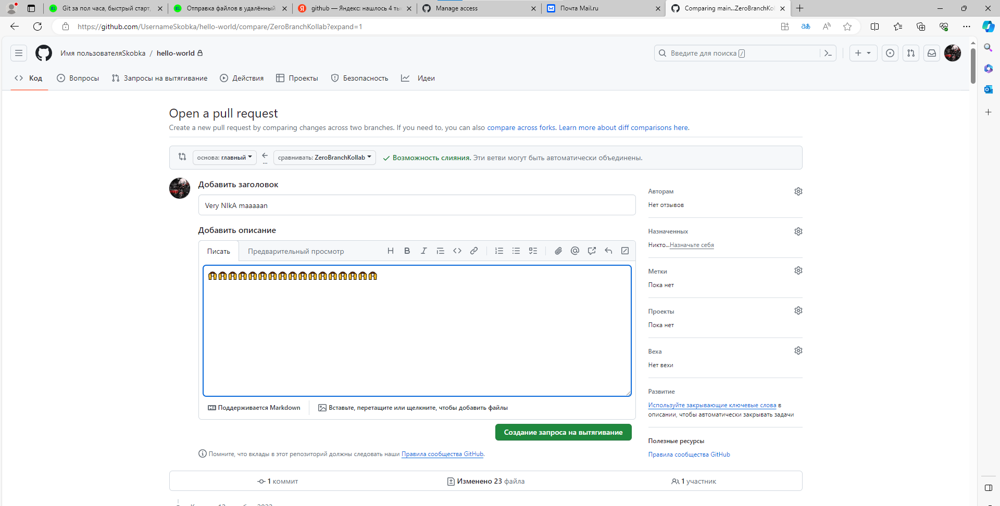 Git за пол часа, быстрый старт,
Отправка файлов в удалённый
github — Яндекс: нашлось 4 ты
Manage access
Почта Mail.ru
Comparing main...ZeroBranchKol
https://github.com/UsernameSkobka/hello-world/compare/ZeroBranchKollab?expand=1
Имя пользователяSkobka / hello-world
Введите для поиска /
Код
Вопросы
Запросы на вытягивание
Действия
Проекты
Безопасность
Идеи
Open a pull request
Create a new pull request by comparing changes across two branches. If you need to, you can also compare across forks. Learn more about diff comparisons here.
основа: главный
...
сравнивать: ZeroBranchKollab
Возможность слияния. Эти ветви могут быть автоматически объединены.
Добавить заголовок
Very NIkA maaaaan
Добавить описание
Писать
Предварительный просмотр
Поддерживается Markdown
Вставьте, перетащите или щелкните, чтобы добавить файлы
Создание запроса на вытягивание
Помните, что вклады в этот репозиторий должны следовать наши Правила сообщества GitHub.
Авторам
Нет отзывов
Назначенных
Никто...Назначьте себя
Метки
Пока нет
Проекты
Пока нет
Веха
Нет вехи
Развитие
Используйте закрывающие ключевые слова в
описании, чтобы автоматически закрывать задачи
Полезные ресурсы
Правила сообщества GitHub
1 коммит
Изменено 23 файла
1 участник